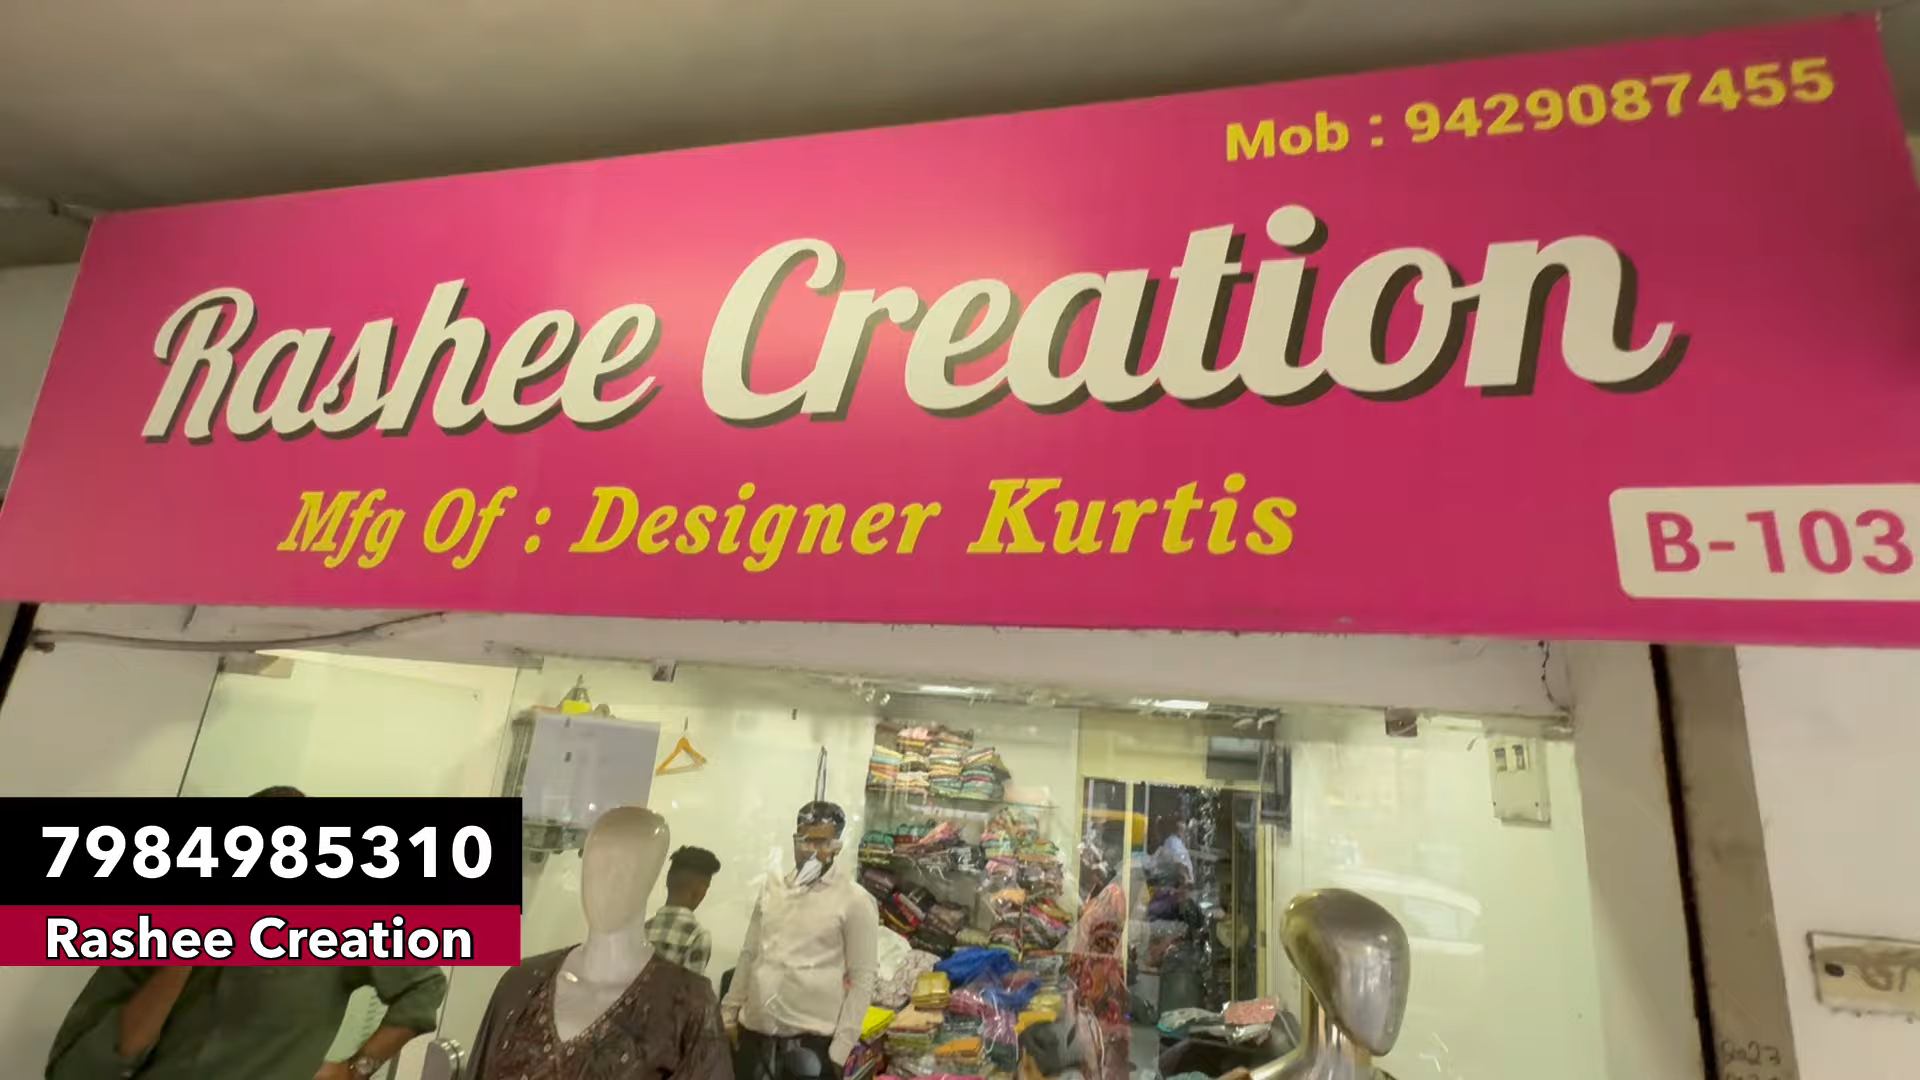 Mob : 9429087455
Rashee Creation
Mfg Of : Designer Kurtis
B-103
7984985310
Rashee Creation